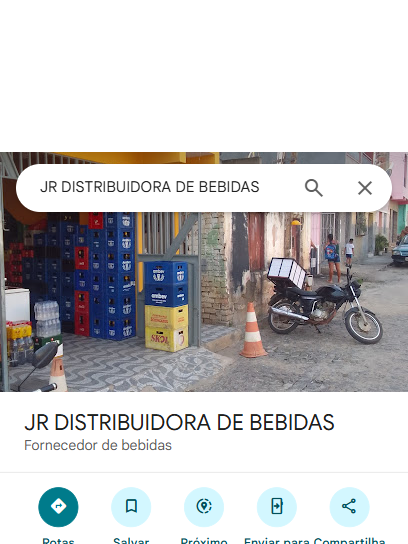 JR DISTRIBUIDORA DE BEBIDAS
ambev
ambev
SKOL
JR DISTRIBUIDORA DE BEBIDAS
Fornecedor de bebidas
Rotas
Salvar
Próximo
Enviar para
Compartilha